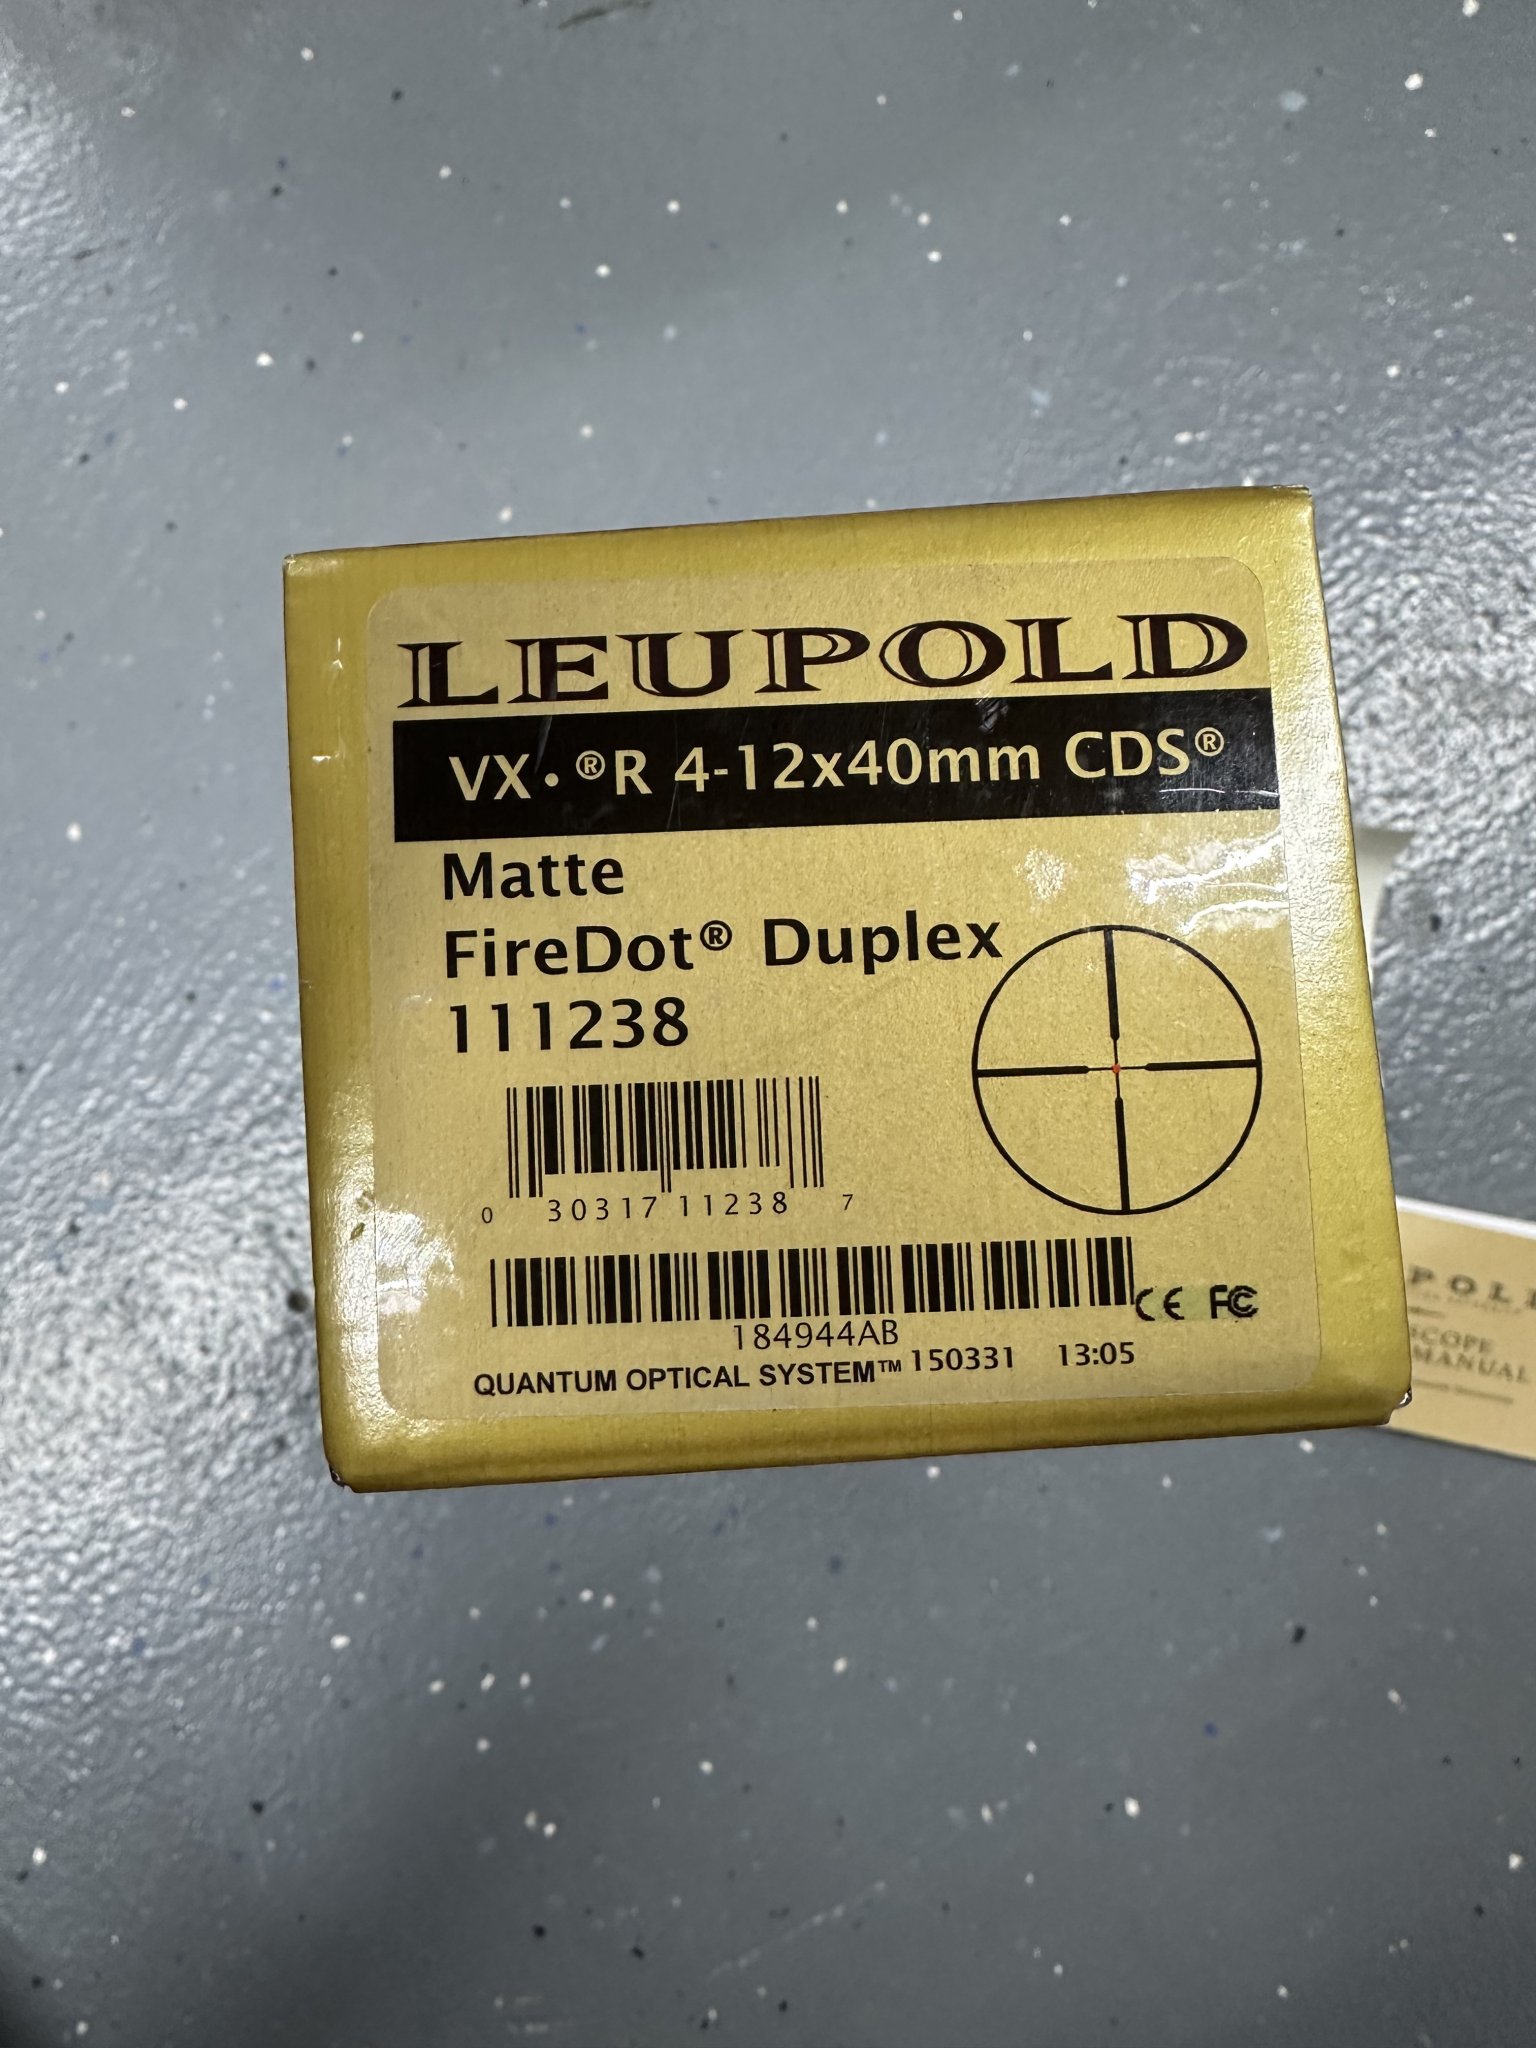 LEUPOLD
VX•®R 4-12x40mm CDS®
Matte
FireDot® Duplex
111238
0 30317 11238 7
184944AB
CE FC
QUANTUM OPTICAL SYSTEM™ 150331 13:05
POL
SCOPE
MANUAL